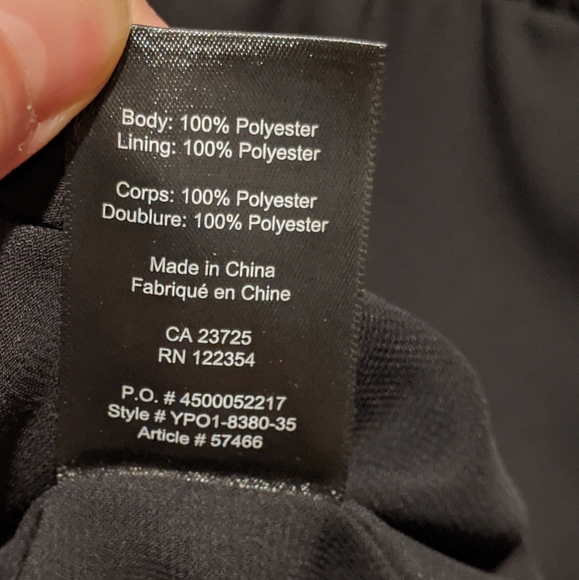 Body: 100% Polyester
Lining: 100% Polyester
Corps: 100% Polyester
Doublure: 100% Polyester
Made in China
Fabriqué en Chine
CA 23725
RN 122354
P.O. # 4500052217
Style # YPO1-8380-35
Article # 57466